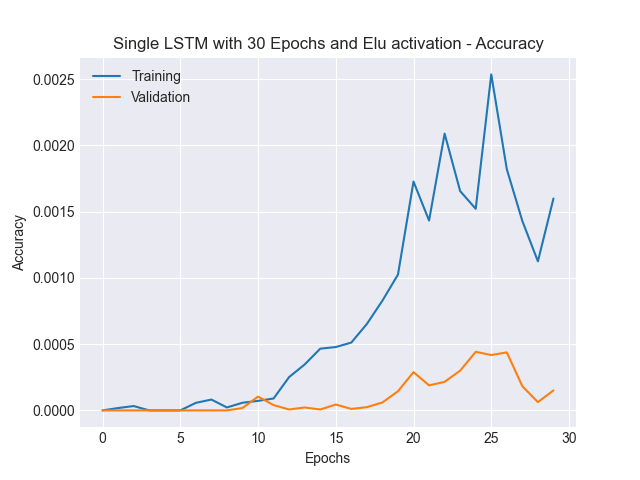 Single LSTM with 30 Epochs and Elu activation - Accuracy
Training
Validation
0.0025
0.0020
0.0015
0.0010
0.0005
0.0000
Accuracy
0 5 10 15 20 25 30
Epochs